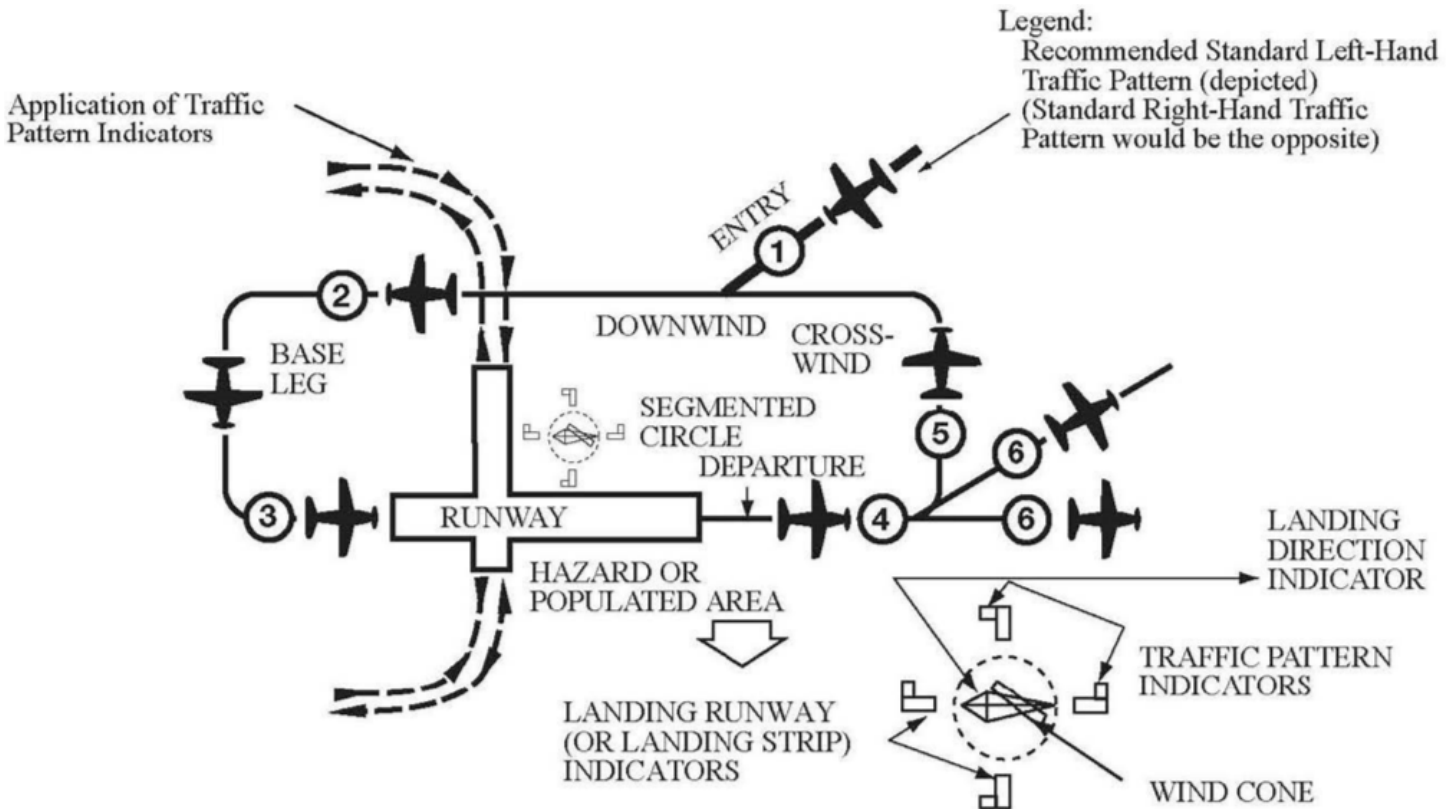 Legend:
Recommended Standard Left-Hand
Traffic Pattern (depicted)
(Standard Right-Hand Traffic
Pattern would be the opposite)
Application of Traffic
Pattern Indicators
ENTRY
1
2
DOWNWIND
CROSS-
WIND
BASE
LEG
SEGMENTED
CIRCLE
5
6
DEPARTURE
3
RUNWAY
4
6
LANDING
DIRECTION
INDICATOR
HAZARD OR
POPULATED AREA
TRAFFIC PATTERN
INDICATORS
LANDING RUNWAY
(OR LANDING STRIP)
INDICATORS
WIND CONE